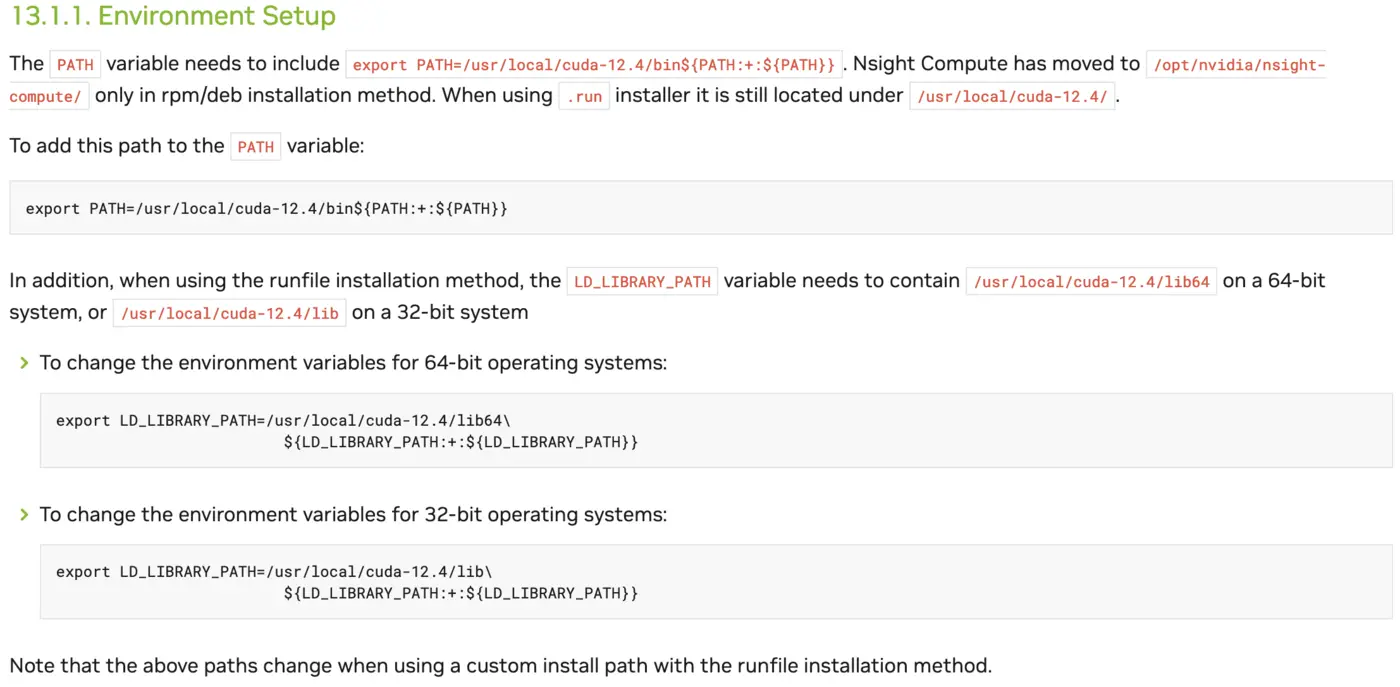 13.1.1. Environment Setup
The PATH variable needs to include export PATH=/usr/local/cuda-12.4/bin${PATH:+:${PATH}} . Nsight Compute has moved to /opt/nvidia/nsight-
compute/ only in rpm/deb installation method. When using .run installer it is still located under /usr/local/cuda-12.4/ .
To add this path to the PATH variable:
export PATH=/usr/local/cuda-12.4/bin${PATH:+:${PATH}}
In addition, when using the runfile installation method, the LD_LIBRARY_PATH variable needs to contain /usr/local/cuda-12.4/lib64 on a 64-bit
system, or /usr/local/cuda-12.4/lib on a 32-bit system
To change the environment variables for 64-bit operating systems:
export LD_LIBRARY_PATH=/usr/local/cuda-12.4/lib64\
${LD_LIBRARY_PATH:+:${LD_LIBRARY_PATH}}
To change the environment variables for 32-bit operating systems:
export LD_LIBRARY_PATH=/usr/local/cuda-12.4/lib\
${LD_LIBRARY_PATH:+:${LD_LIBRARY_PATH}}
Note that the above paths change when using a custom install path with the runfile installation method.